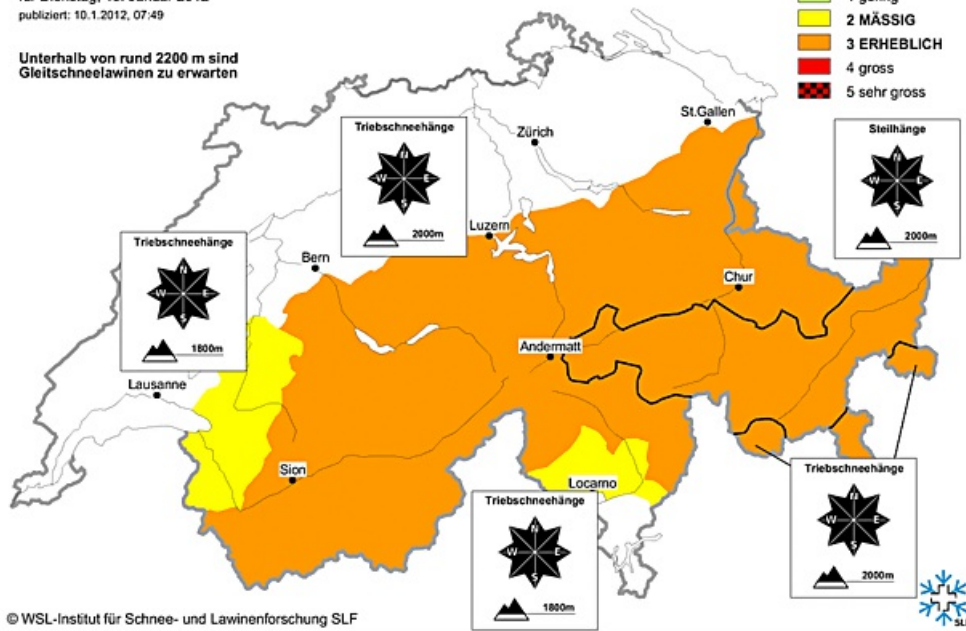 publiziert: 10.1.2012, 07:49
Unterhalb von rund 2200 m sind
Gleitschneelawinen zu erwarten
2 MÄSSIG
3 ERHEBLICH
4 gross
5 sehr gross
St.Gallen
Triebschneehänge
N
W E
S
2000m
Zürich
Steilhänge
N
W E
S
2000m
Luzern
Triebschneehänge
N
W E
S
1800m
Bern
Chur
Andermatt
Lausanne
Sion
Locarno
Triebschneehänge
N
W E
S
1800m
Triebschneehänge
N
W E
S
2000m
© WSL-Institut für Schnee- und Lawinenforschung SLF
SLF